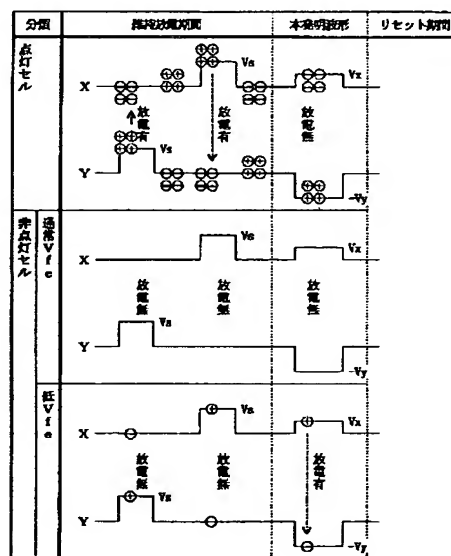 分類 維持放電期間 本発明波形 リセット期間
点灯セル
X Vs Vx
放電有 放電有 放電無
Y Vs -Vy
非点灯セル
通常Vfc
X Vs Vx
放電無 放電無 放電無
Y Vs -Vy
低Vfc
X Vs Vx
放電無 放電無 放電有
Y Vs -Vy